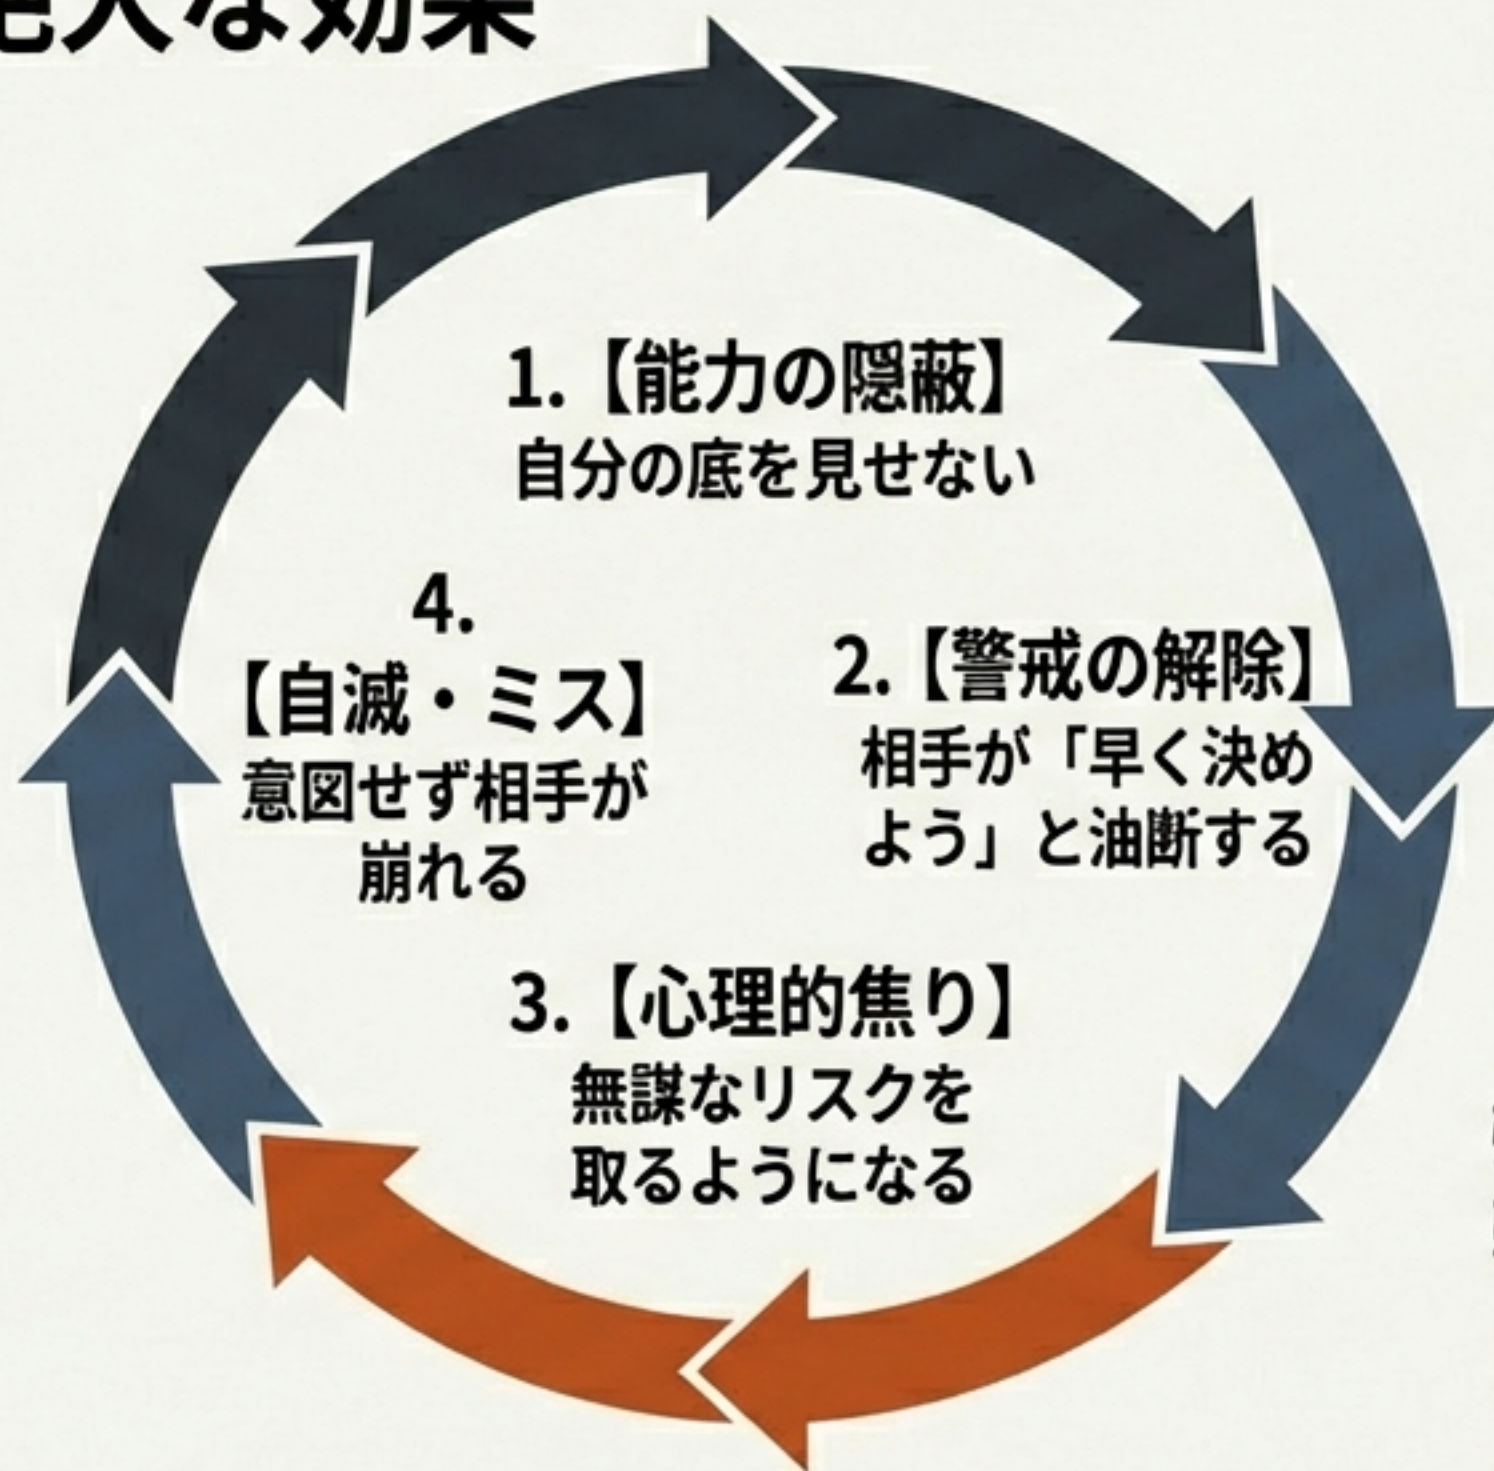 な効果
1.【能力の隠蔽】
自分の底を見せない
2.【警戒の解除】
相手が「早く決め
よう」と油断する
3.【心理的焦り】
無謀なリスクを
取るようになる
4.
【自滅・ミス】
意図せず相手が
崩れる